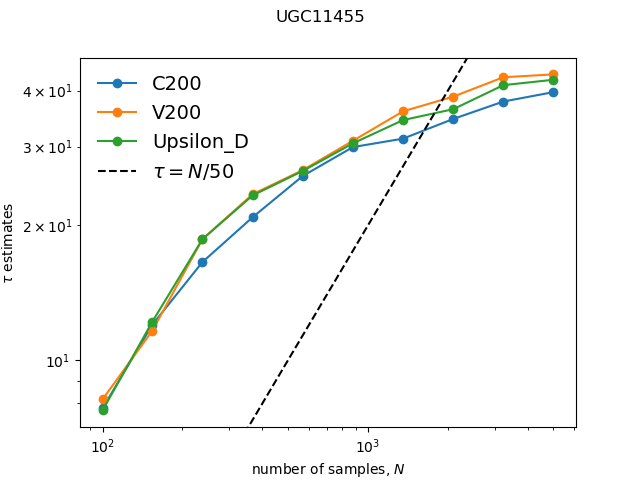 UGC11455
C200
V200
Upsilon_D
τ = N/50
4 × 10¹
3 × 10¹
2 × 10¹
10¹
τ estimates
10²
10³
number of samples, N